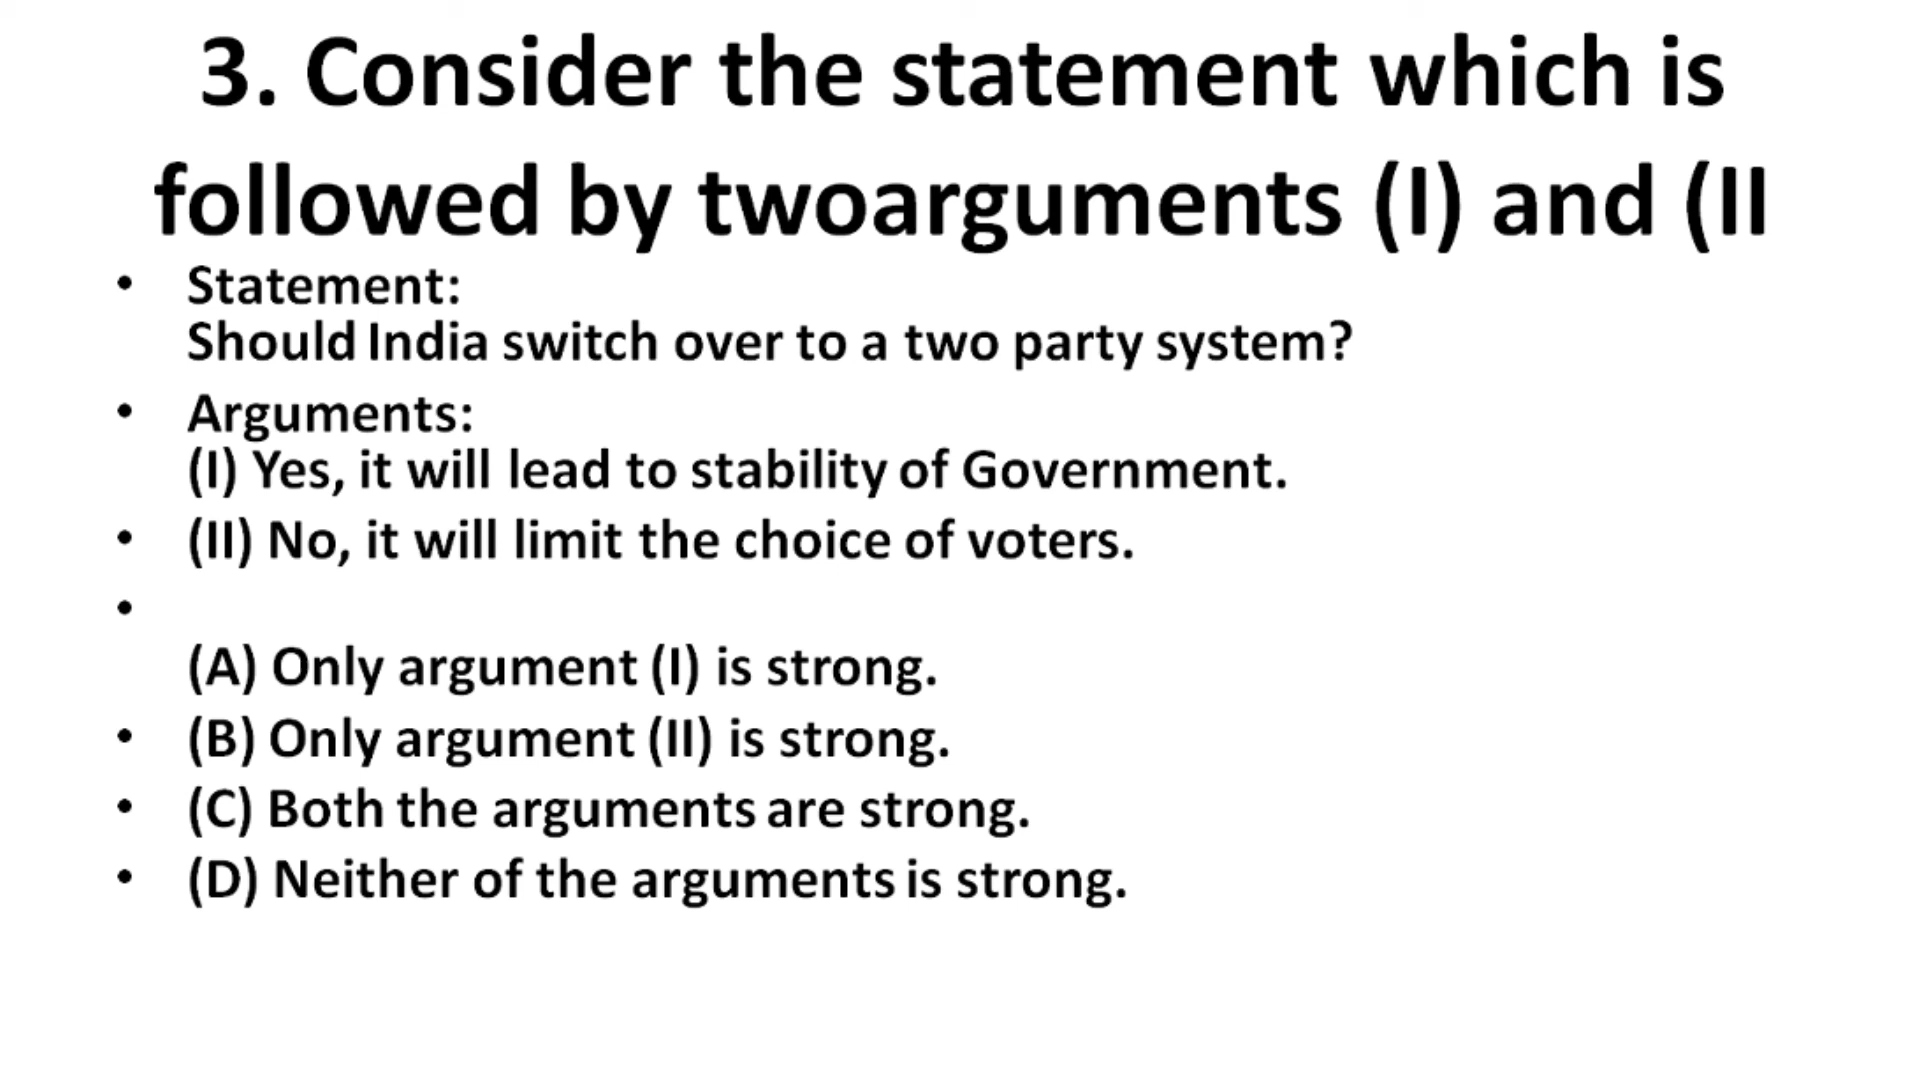 3. Consider the statement which is
followed by twoarguments (I) and (II
• Statement:
Should India switch over to a two party system?
• Arguments:
(I) Yes, it will lead to stability of Government.
• (II) No, it will limit the choice of voters.
•
(A) Only argument (I) is strong.
• (B) Only argument (II) is strong.
• (C) Both the arguments are strong.
• (D) Neither of the arguments is strong.